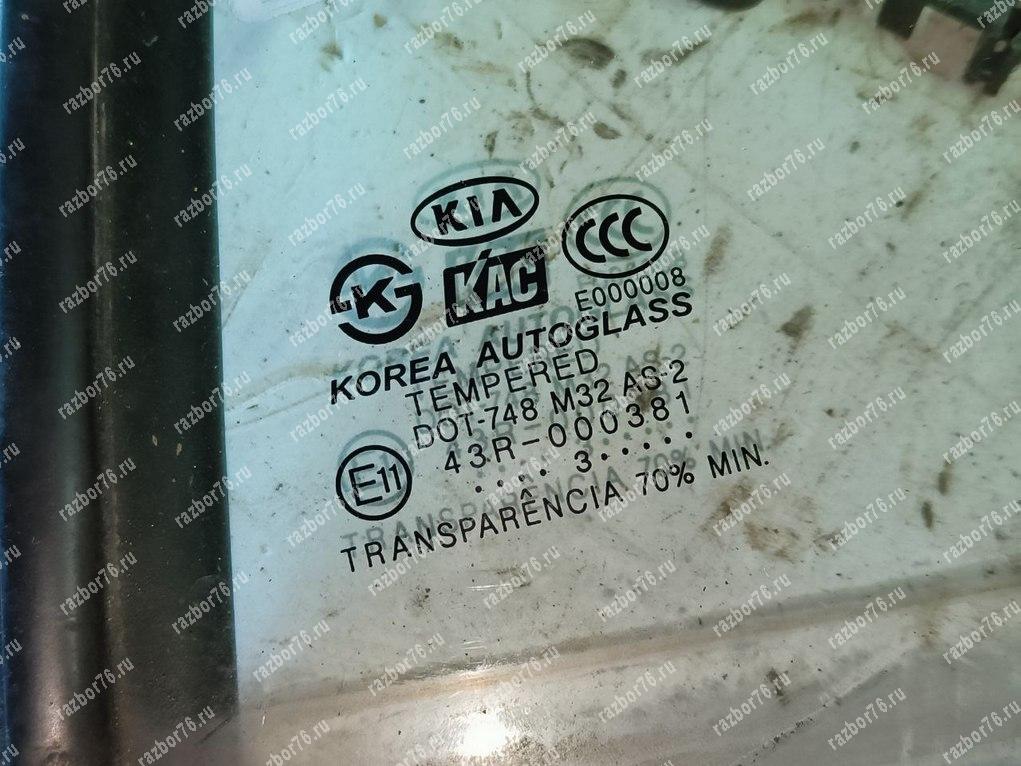 KIA
KS
KAC
CCC
E000008
KOREA AUTOGLASS
TEMPERED
DOT-748 M32 AS-2
43R-000381
E11
.... 3.....
TRANSPARÊNCIA 70% MIN.
razbor76.ru